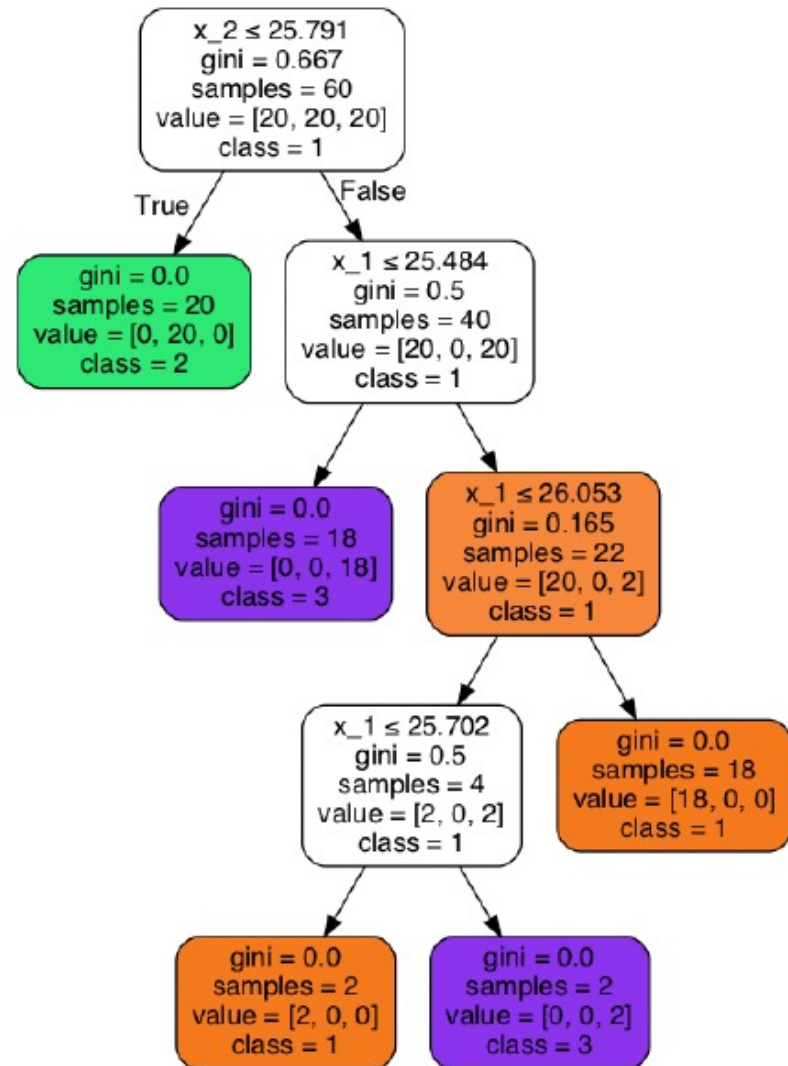 x_2 ≤ 25.791
gini = 0.667
samples = 60
value = [20, 20, 20]
class = 1
True
False
gini = 0.0
samples = 20
value = [0, 20, 0]
class = 2
x_1 ≤ 25.484
gini = 0.5
samples = 40
value = [20, 0, 20]
class = 1
gini = 0.0
samples = 18
value = [0, 0, 18]
class = 3
x_1 ≤ 26.053
gini = 0.165
samples = 22
value = [20, 0, 2]
class = 1
x_1 ≤ 25.702
gini = 0.5
samples = 4
value = [2, 0, 2]
class = 1
gini = 0.0
samples = 18
value = [18, 0, 0]
class = 1
gini = 0.0
samples = 2
value = [2, 0, 0]
class = 1
gini = 0.0
samples = 2
value = [0, 0, 2]
class = 3